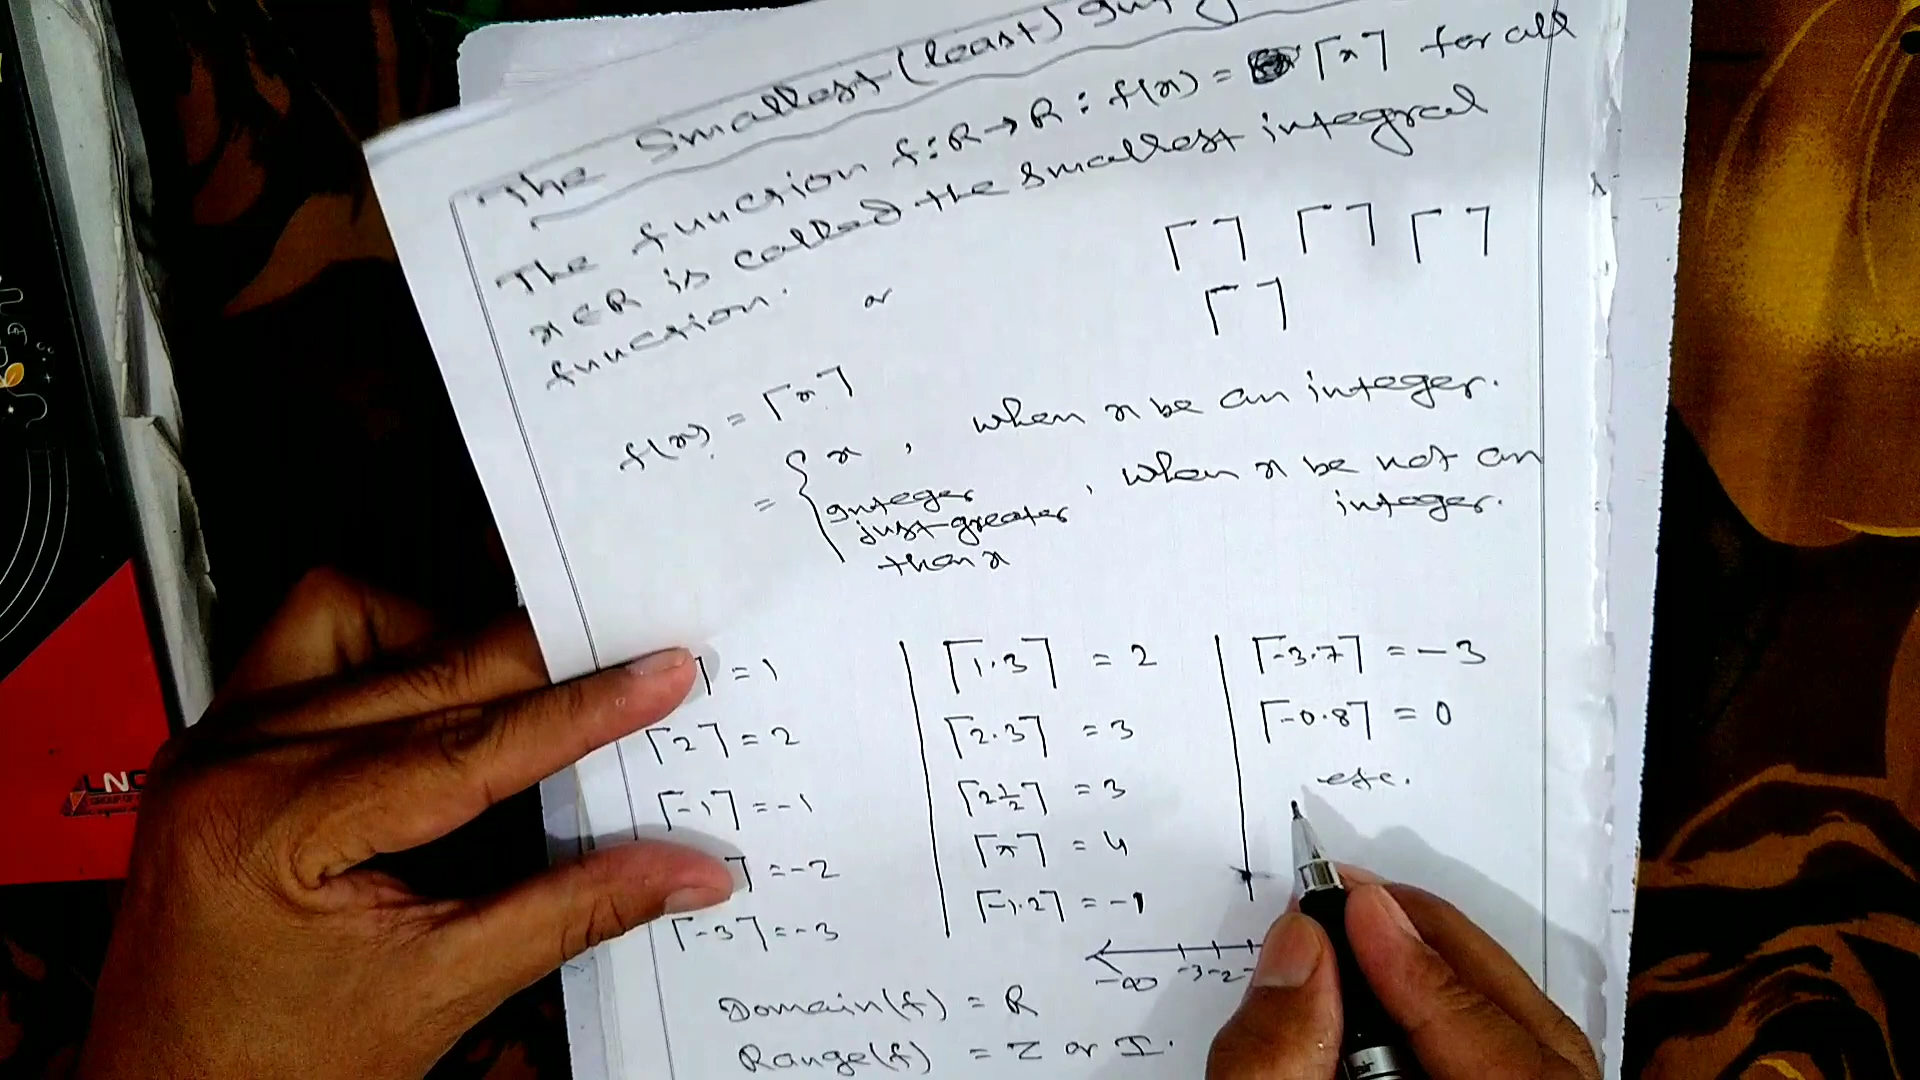 The Smallest (least)
The function f: R → R : f(x) = ⌈x⌉ for all
x ∈ R is called the smallest integral
function.
or
⌈ ⌉ ⌈ ⌉ ⌈ ⌉
⌈ ⌉
f(x) = ⌈x⌉
= { x , when x be an integer.
Integer just greater than x , when x be not an integer.
⌉ = 1
⌈2⌉ = 2
⌈-1⌉ = -1
⌉ = -2
⌈-3⌉ = -3
⌈1.3⌉ = 2
⌈2.3⌉ = 3
⌈2 1/2⌉ = 3
⌈π⌉ = 4
⌈-1.2⌉ = -1
⌈-3.7⌉ = -3
⌈-0.8⌉ = 0
etc.
-∞ -3 -2 -
Domain(f) = R
Range(f) = Z or I.